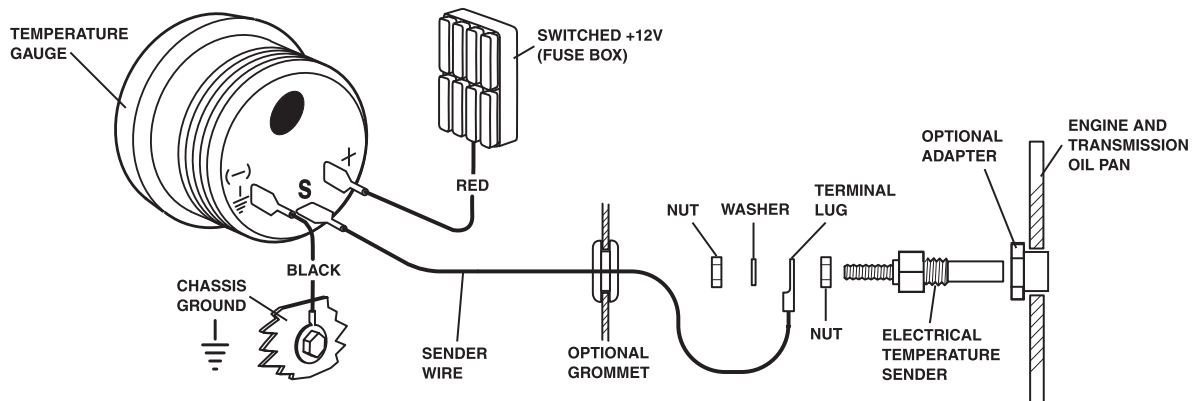 TEMPERATURE
GAUGE
SWITCHED +12V
(FUSE BOX)
ENGINE AND
TRANSMISSION
OIL PAN
OPTIONAL
ADAPTER
(–)
S
+
RED
TERMINAL
LUG
NUT
WASHER
BLACK
CHASSIS
GROUND
NUT
SENDER
WIRE
OPTIONAL
GROMMET
ELECTRICAL
TEMPERATURE
SENDER